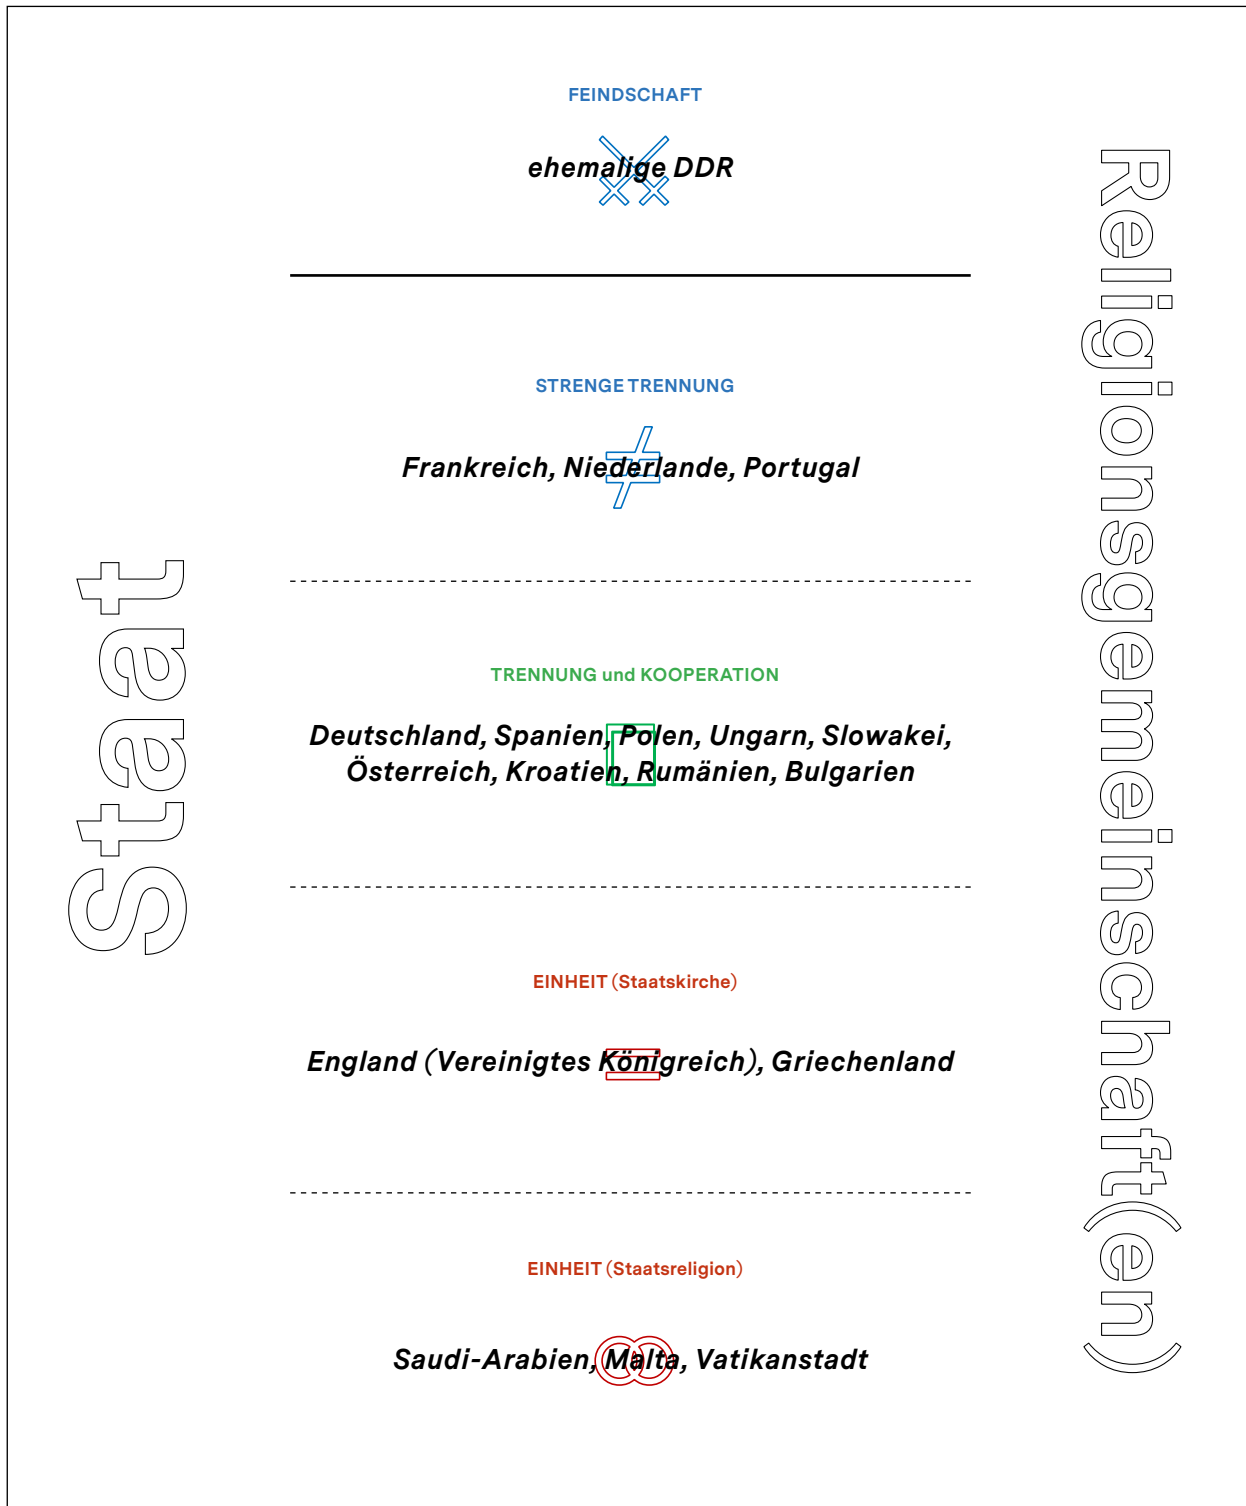 FEINDSCHAFT
ehemalige DDR
STRENGE TRENNUNG
Frankreich, Niederlande, Portugal
TRENNUNG und KOOPERATION
Deutschland, Spanien, Polen, Ungarn, Slowakei,
Österreich, Kroatien, Rumänien, Bulgarien
EINHEIT (Staatskirche)
England (Vereinigtes Königreich), Griechenland
EINHEIT (Staatsreligion)
Saudi-Arabien, Malta, Vatikanstadt
Staat
Religionsgemeinschaft(en)